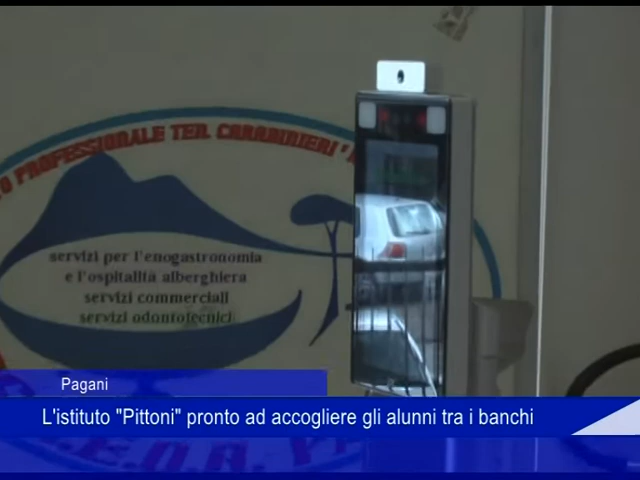 PROFESSIONALE TEN. CARABINIERI
servizi per l'enogastronomia
e l'ospitalità alberghiera
servizi commerciali
servizi odontotecnici
Pagani
L'istituto "Pittoni" pronto ad accogliere gli alunni tra i banchi